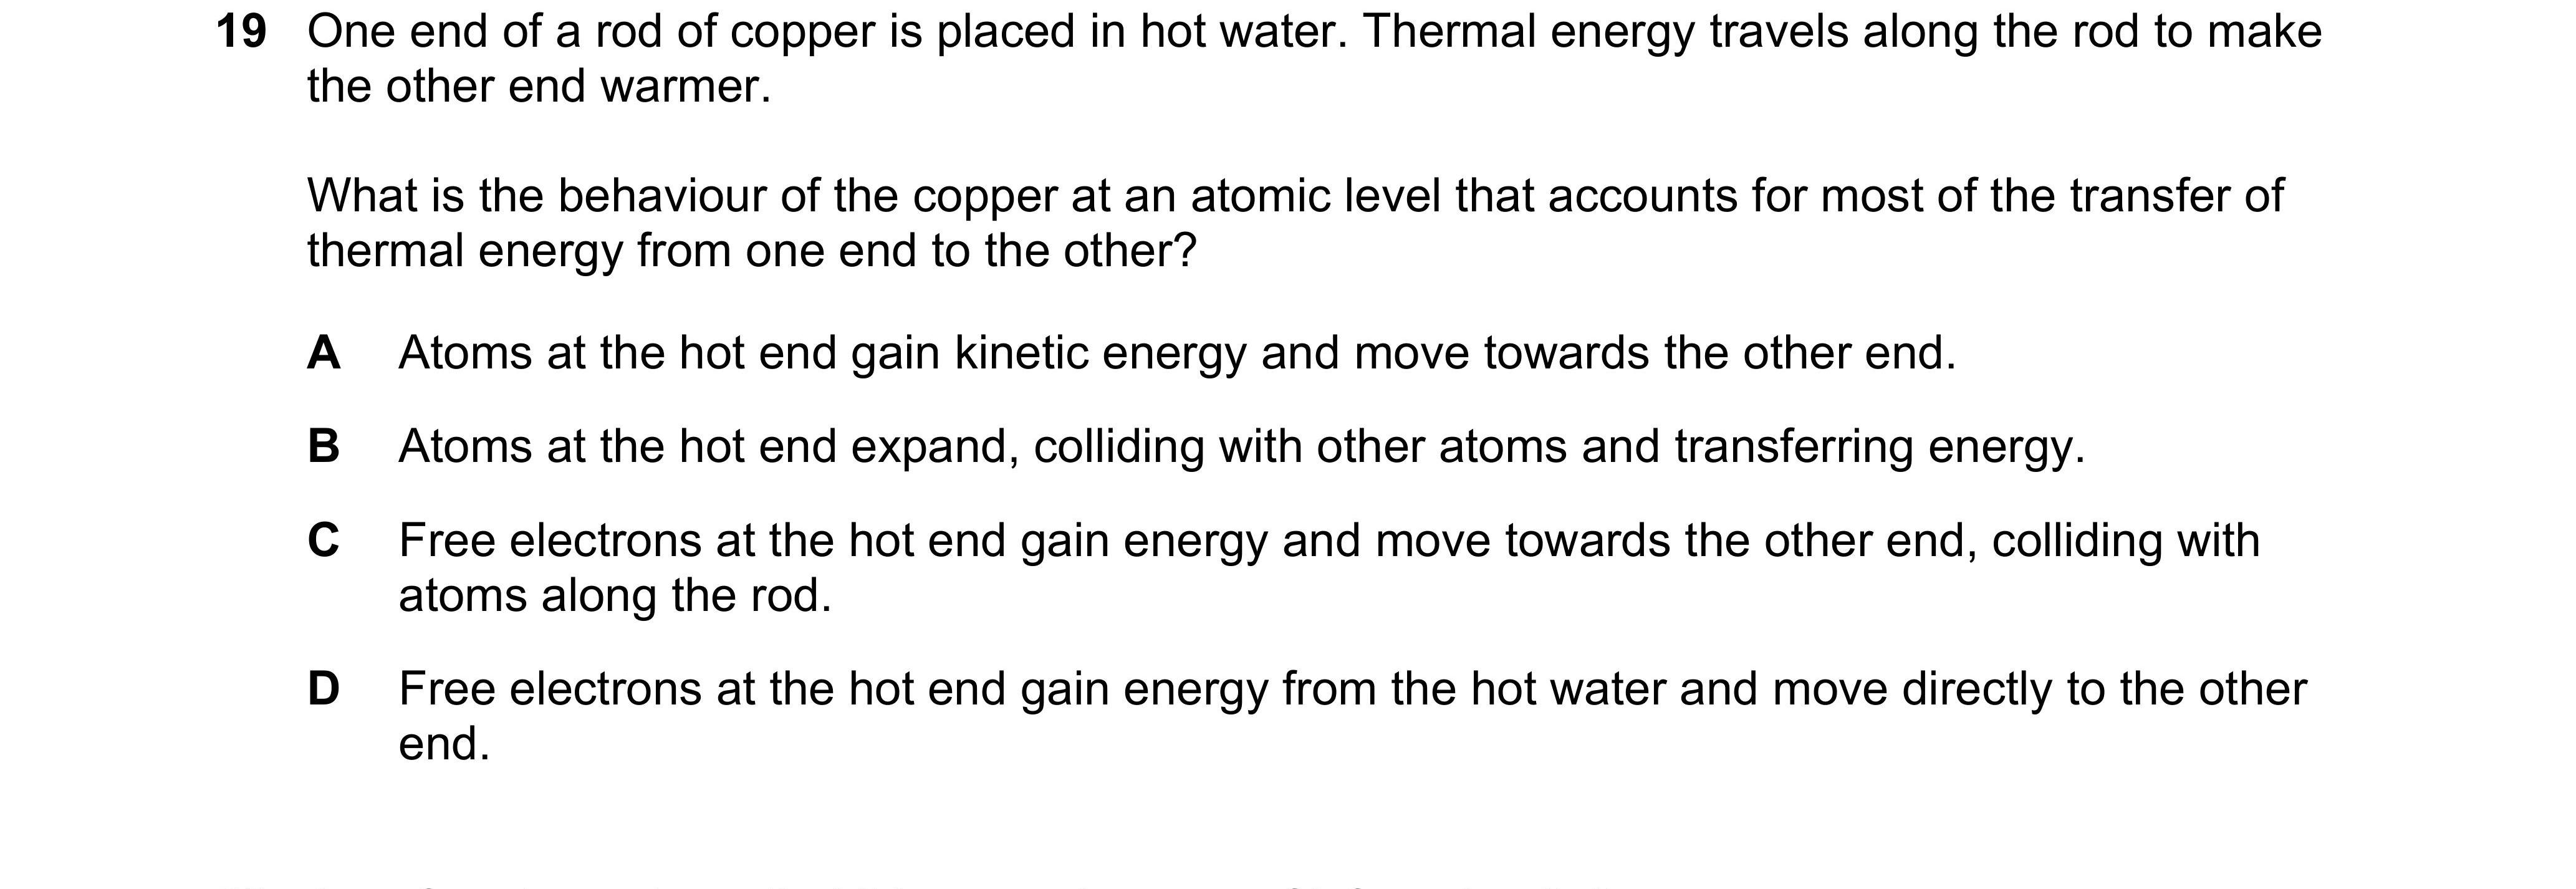 19 One end of a rod of copper is placed in hot water. Thermal energy travels along the rod to make
the other end warmer.
What is the behaviour of the copper at an atomic level that accounts for most of the transfer of
thermal energy from one end to the other?
A Atoms at the hot end gain kinetic energy and move towards the other end.
B Atoms at the hot end expand, colliding with other atoms and transferring energy.
C Free electrons at the hot end gain energy and move towards the other end, colliding with
atoms along the rod.
D Free electrons at the hot end gain energy from the hot water and move directly to the other
end.